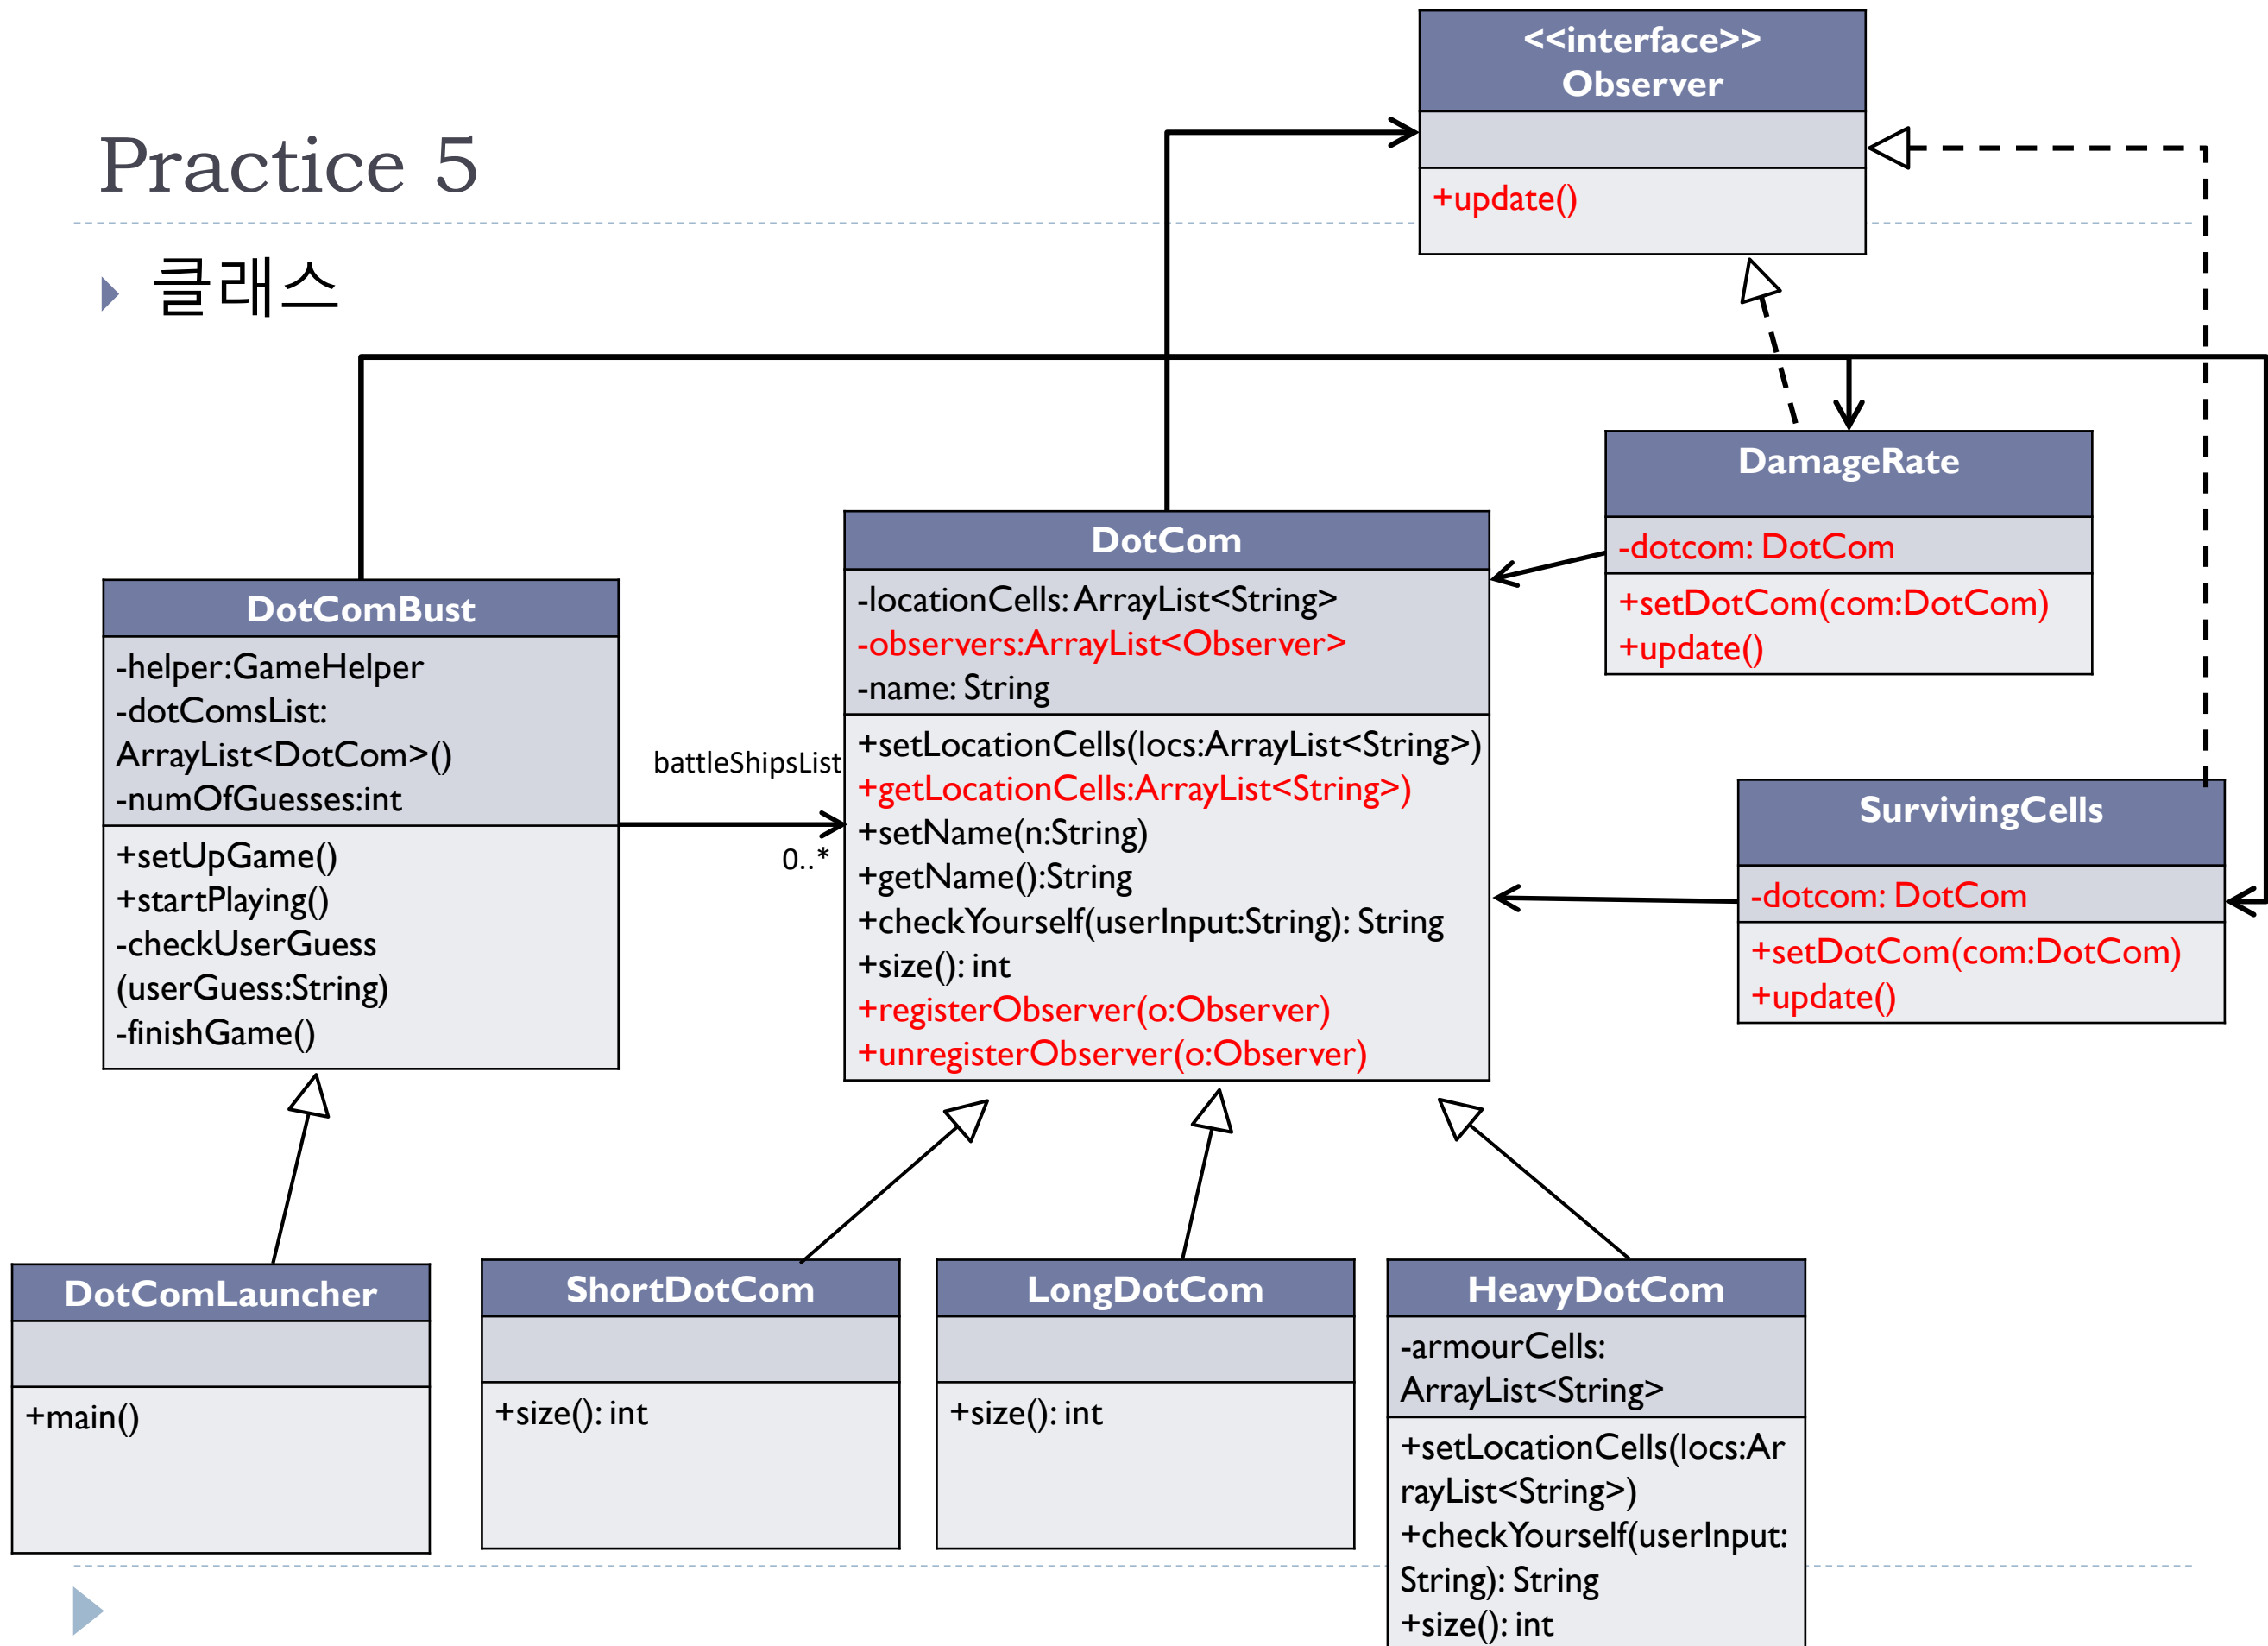 Practice 5
클래스
<<interface>>
Observer
+update()
DamageRate
-dotcom: DotCom
+setDotCom(com:DotCom)
+update()
DotCom
-locationCells: ArrayList<String>
-observers:ArrayList<Observer>
-name: String
+setLocationCells(locs:ArrayList<String>)
+getLocationCells:ArrayList<String>)
+setName(n:String)
+getName():String
+checkYourself(userInput:String): String
+size(): int
+registerObserver(o:Observer)
+unregisterObserver(o:Observer)
DotComBust
-helper:GameHelper
-dotComsList:
ArrayList<DotCom>()
-numOfGuesses:int
+setUpGame()
+startPlaying()
-checkUserGuess
(userGuess:String)
-finishGame()
battleShipsList
0..*
SurvivingCells
-dotcom: DotCom
+setDotCom(com:DotCom)
+update()
DotComLauncher
+main()
ShortDotCom
+size(): int
LongDotCom
+size(): int
HeavyDotCom
-armourCells:
ArrayList<String>
+setLocationCells(locs:Ar
rayList<String>)
+checkYourself(userInput:
String): String
+size(): int